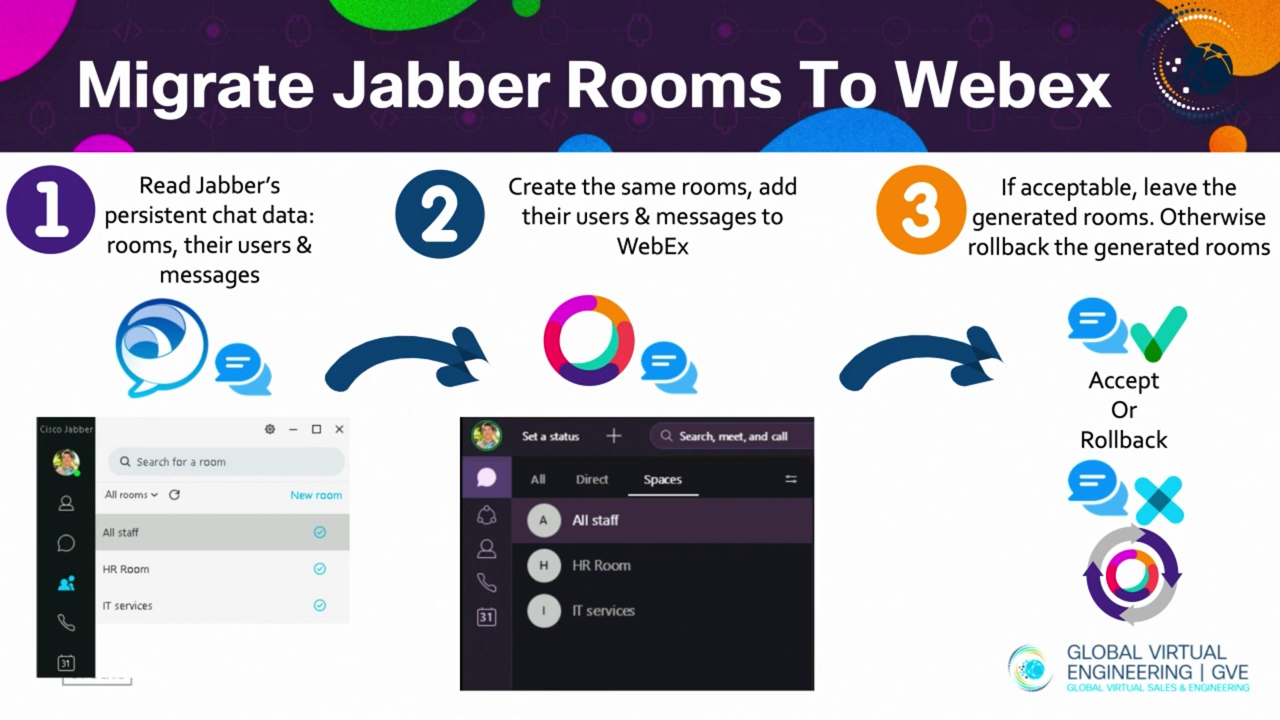 Migrate Jabber Rooms To Webex
1
Read Jabber's
persistent chat data:
rooms, their users &
messages
2
Create the same rooms, add
their users & messages to
WebEx
3
If acceptable, leave the
generated rooms. Otherwise
rollback the generated rooms
Cisco Jabber
Search for a room
All rooms
New room
All staff
HR Room
IT services
31
Set a status
Search, meet, and call
All
Direct
Spaces
A
All staff
H
HR Room
I
IT services
31
Accept
Or
Rollback
GLOBAL VIRTUAL
ENGINEERING | GVE
GLOBAL VIRTUAL SALES & ENGINEERING